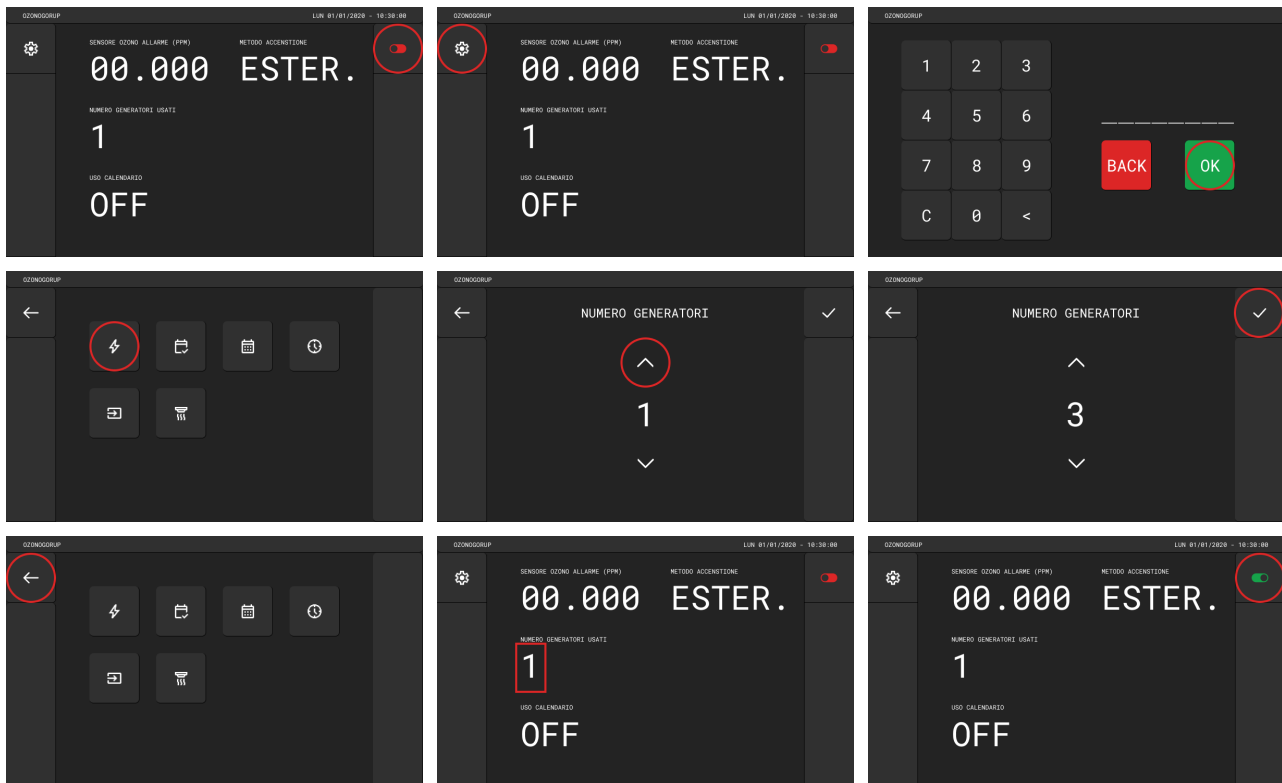 OZONOGORUP LUN 01/01/2020 - 10:30:00
SENSORE OZONO ALLARME (PPM) METODO ACCENSTIONE
00.000 ESTER.
NUMERO GENERATORI USATI
1
USO CALENDARIO
OFF
OZONOGORUP LUN 01/01/2020 - 10:30:00
SENSORE OZONO ALLARME (PPM) METODO ACCENSTIONE
00.000 ESTER.
NUMERO GENERATORI USATI
1
USO CALENDARIO
OFF
OZONOGORUP
1 2 3
4 5 6
7 8 9
C 0 <
BACK OK
OZONOGORUP
OZONOGORUP
NUMERO GENERATORI
1
OZONOGORUP
NUMERO GENERATORI
3
OZONOGORUP
OZONOGORUP LUN 01/01/2020 - 10:30:00
SENSORE OZONO ALLARME (PPM) METODO ACCENSTIONE
00.000 ESTER.
NUMERO GENERATORI USATI
1
USO CALENDARIO
OFF
OZONOGORUP LUN 01/01/2020 - 10:30:00
SENSORE OZONO ALLARME (PPM) METODO ACCENSTIONE
00.000 ESTER.
NUMERO GENERATORI USATI
1
USO CALENDARIO
OFF